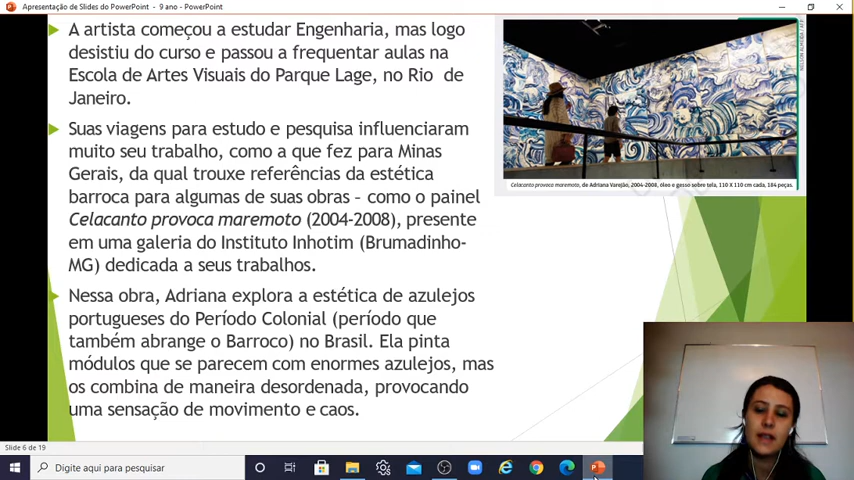 Apresentação de Slides do PowerPoint - 9 ano - PowerPoint
A artista começou a estudar Engenharia, mas logo
desistiu do curso e passou a frequentar aulas na
Escola de Artes Visuais do Parque Lage, no Rio de
Janeiro.
Suas viagens para estudo e pesquisa influenciaram
muito seu trabalho, como a que fez para Minas
Gerais, da qual trouxe referências da estética
barroca para algumas de suas obras – como o painel
Celacanto provoca maremoto (2004-2008), presente
em uma galeria do Instituto Inhotim (Brumadinho-
MG) dedicada a seus trabalhos.
Nessa obra, Adriana explora a estética de azulejos
portugueses do Período Colonial (período que
também abrange o Barroco) no Brasil. Ela pinta
módulos que se parecem com enormes azulejos, mas
os combina de maneira desordenada, provocando
uma sensação de movimento e caos.
NELSON ALMEIDA / AFP
Celacanto provoca maremoto, de Adriana Varejão, 2004-2008, óleo e gesso sobre tela, 110 X 110 cm cada, 184 peças.
Slide 6 de 19
Digite aqui para pesquisar